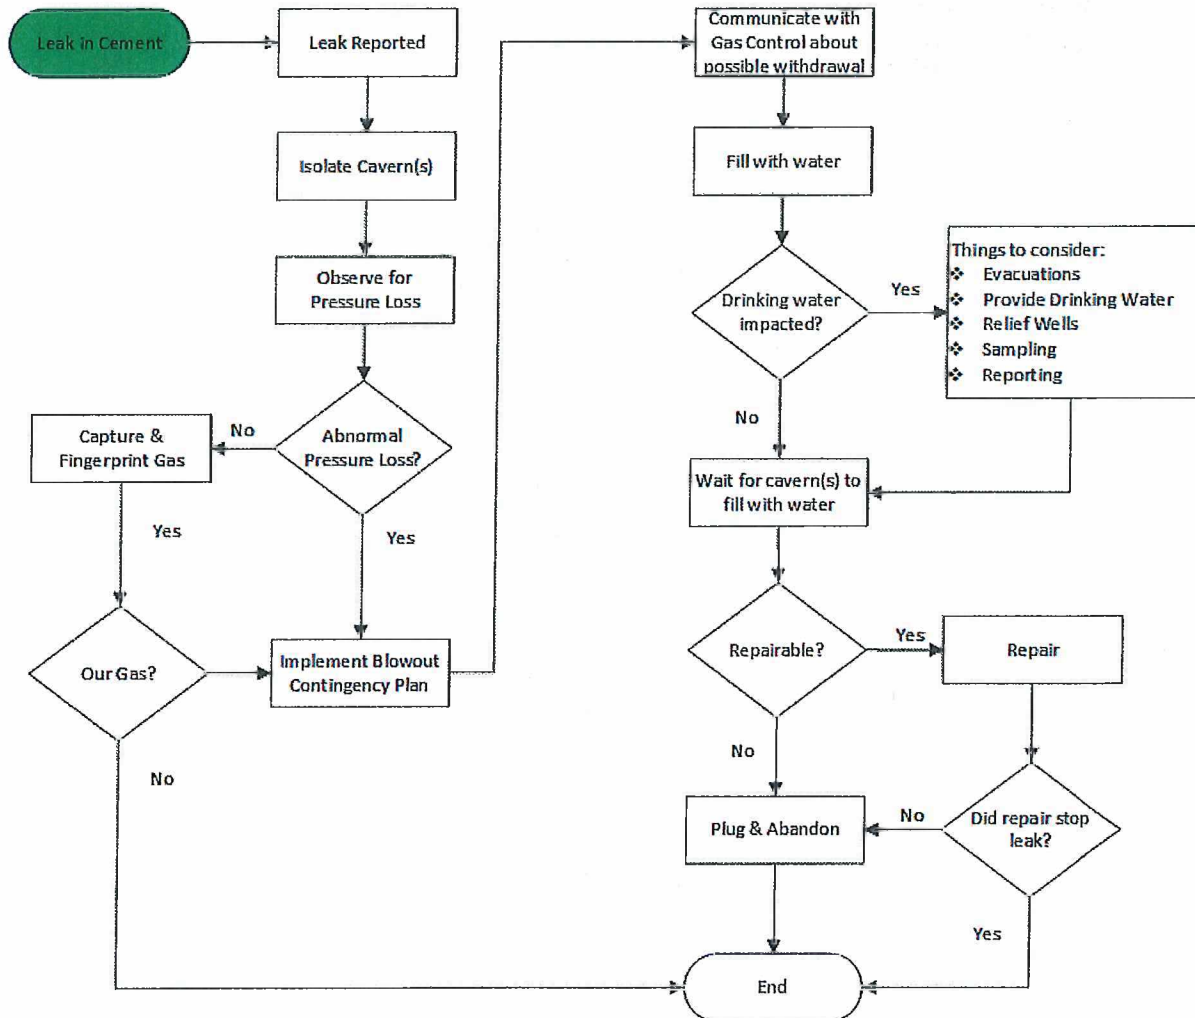 Leak in Cement
Leak Reported
Isolate Cavern(s)
Observe for
Pressure Loss
Abnormal
Pressure Loss?
No
Capture &
Fingerprint Gas
Yes
Yes
Our Gas?
Implement Blowout
Contingency Plan
No
Communicate with
Gas Control about
possible withdrawal
Fill with water
Drinking water
impacted?
Yes
Things to consider:
❖ Evacuations
❖ Provide Drinking Water
❖ Relief Wells
❖ Sampling
❖ Reporting
No
Wait for cavern(s) to
fill with water
Repairable?
Yes
Repair
No
Plug & Abandon
No
Did repair stop
leak?
Yes
End